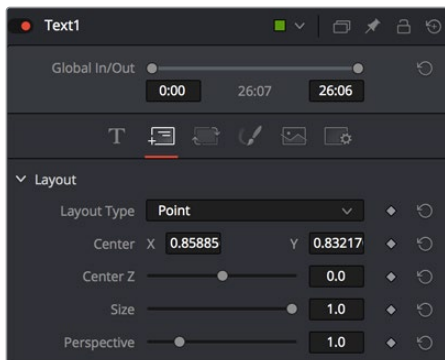 Text1
Global In/Out
0:00 26:07 26:06
T
Layout
Layout Type Point
Center X 0.85885 Y 0.83217
Center Z 0.0
Size 1.0
Perspective 1.0